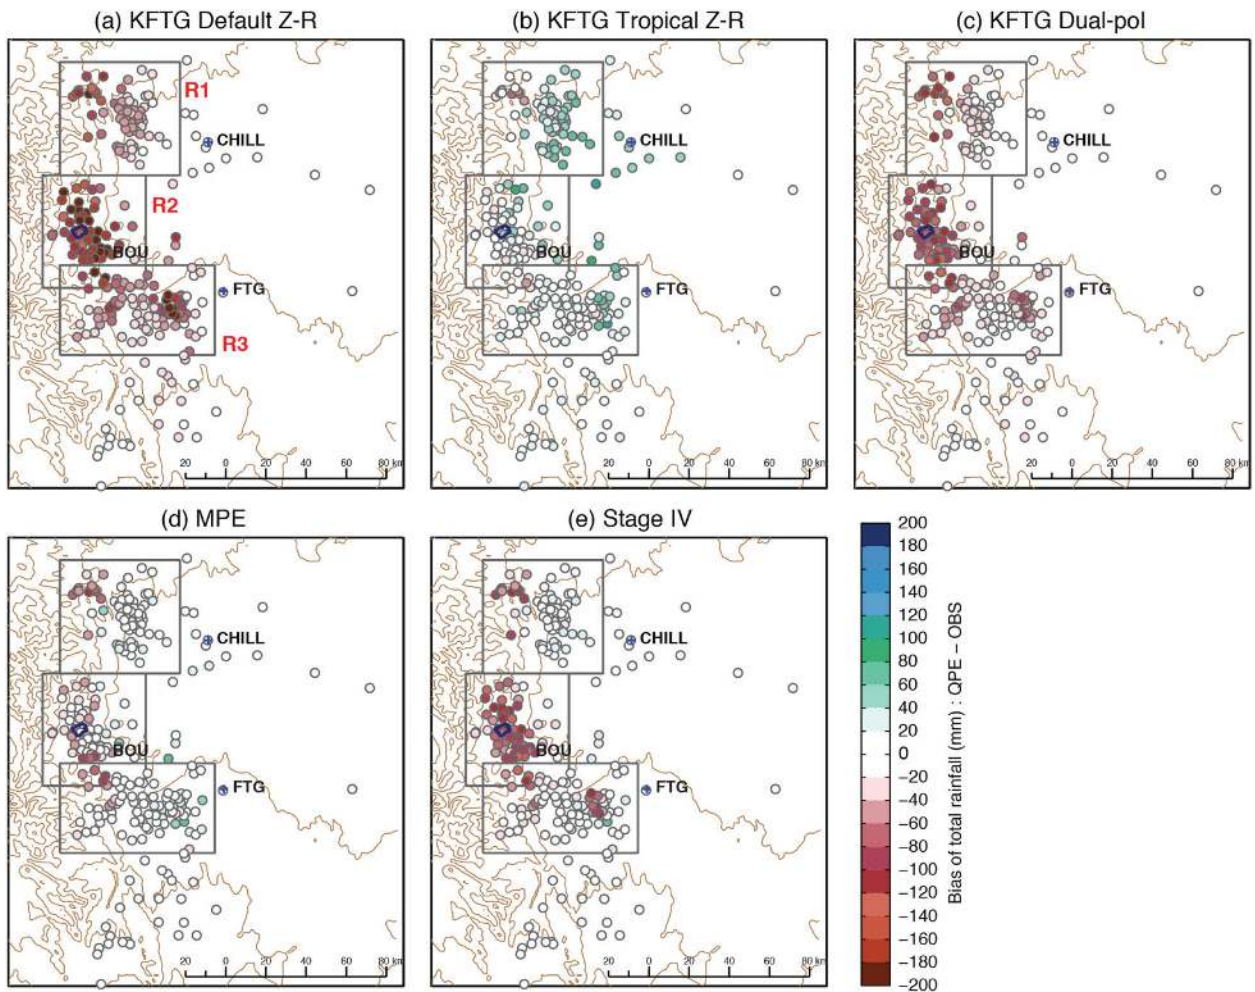 (a) KFTG Default Z-R
(b) KFTG Tropical Z-R
(c) KFTG Dual-pol
R1
CHILL
CHILL
CHILL
R2
BOU
BOU
BOU
FTG
FTG
FTG
R3
20 0 20 40 60 80 km
20 0 20 40 60 80 km
20 0 20 40 60 80 km
(d) MPE
(e) Stage IV
CHILL
CHILL
BOU
BOU
FTG
FTG
20 0 20 40 60 80 km
20 0 20 40 60 80 km
200
180
160
140
120
100
80
60
40
20
0
−20
−40
−60
−80
−100
−120
−140
−160
−180
−200
Bias of total rainfall (mm) : QPE − OBS